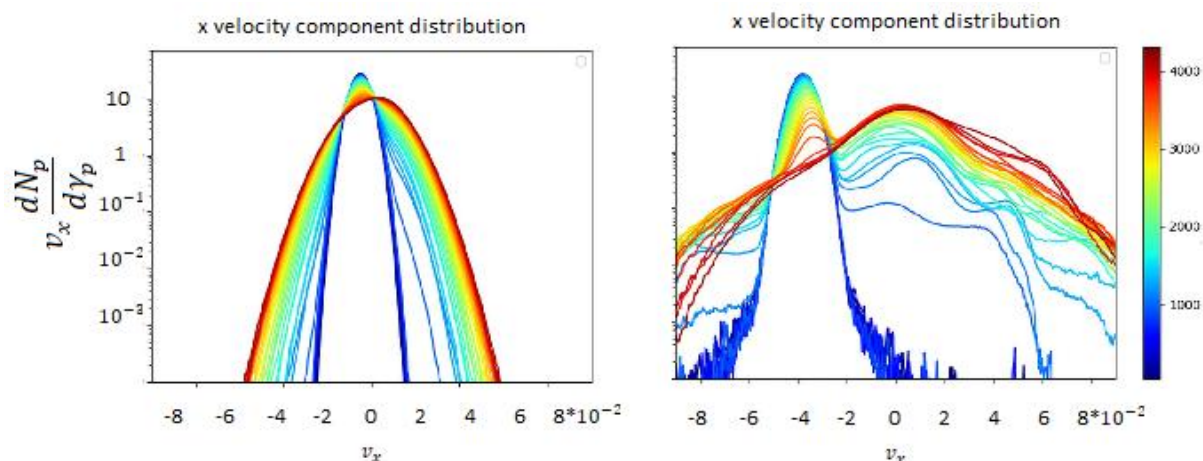 x velocity component distribution
x velocity component distribution
v_x dN_p/dγ_p
10
1
10^{-1}
10^{-2}
10^{-3}
-8 -6 -4 -2 0 2 4 6 8*10^{-2}
v_x
-8 -6 -4 -2 0 2 4 6 8*10^{-2}
v_x
4000
3000
2000
1000